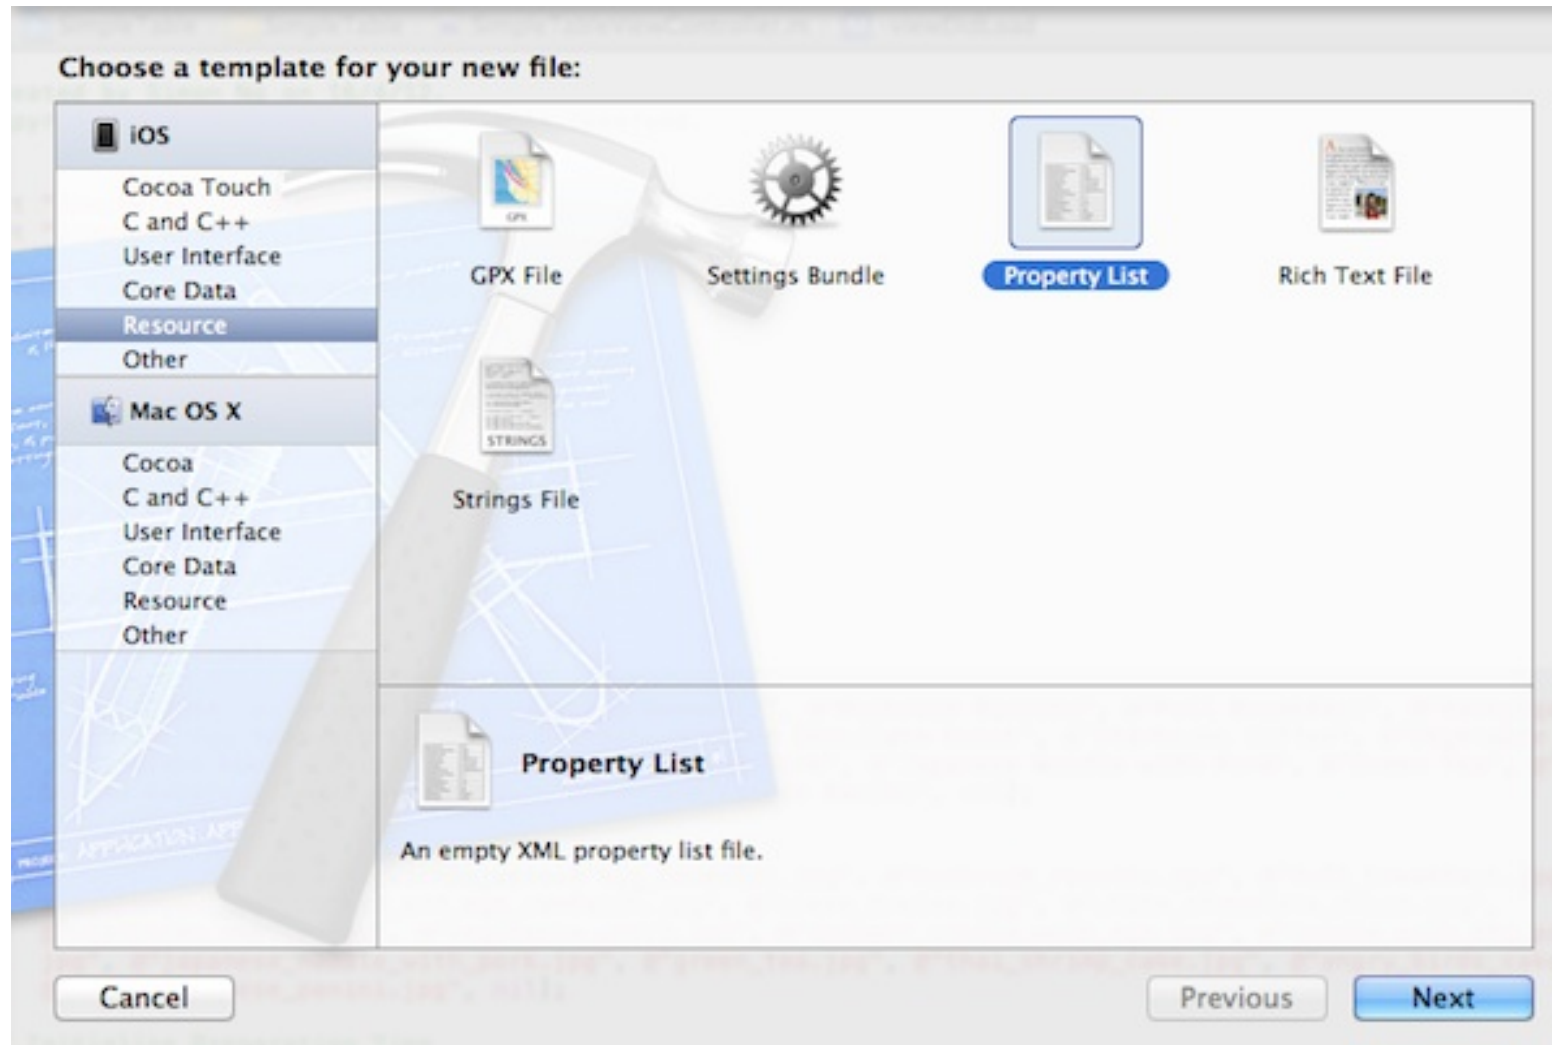 Choose a template for your new file:
iOS
Cocoa Touch
C and C++
User Interface
Core Data
Resource
Other
Mac OS X
Cocoa
C and C++
User Interface
Core Data
Resource
Other
GPX
GPX File
Settings Bundle
Property List
Rich Text File
STRINGS
Strings File
Property List
An empty XML property list file.
Cancel
Previous
Next